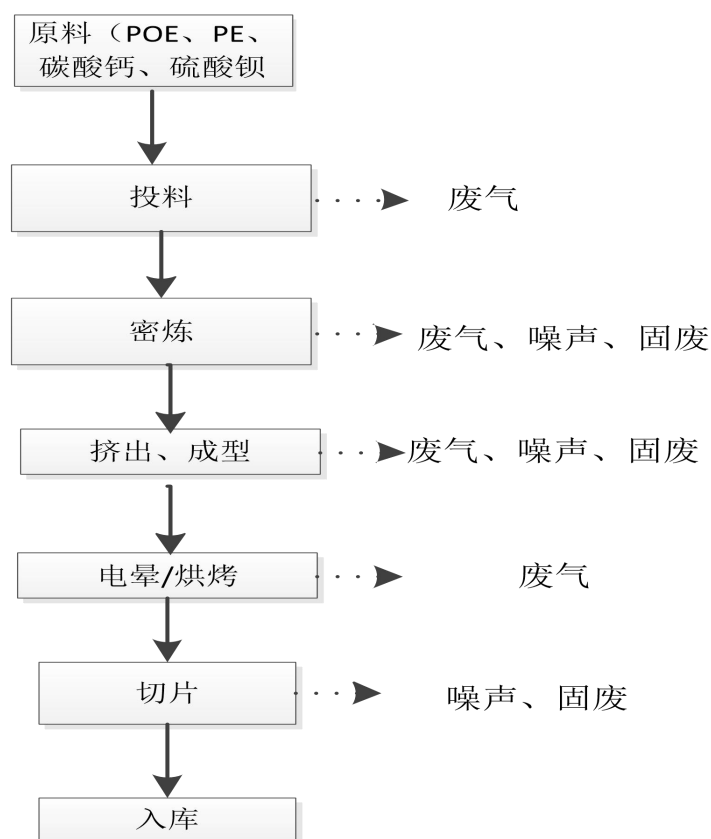 原料（POE、PE、
碳酸钙、硫酸钡
投料
废气
密炼
废气、噪声、固废
挤出、成型
废气、噪声、固废
电晕/烘烤
废气
切片
噪声、固废
入库